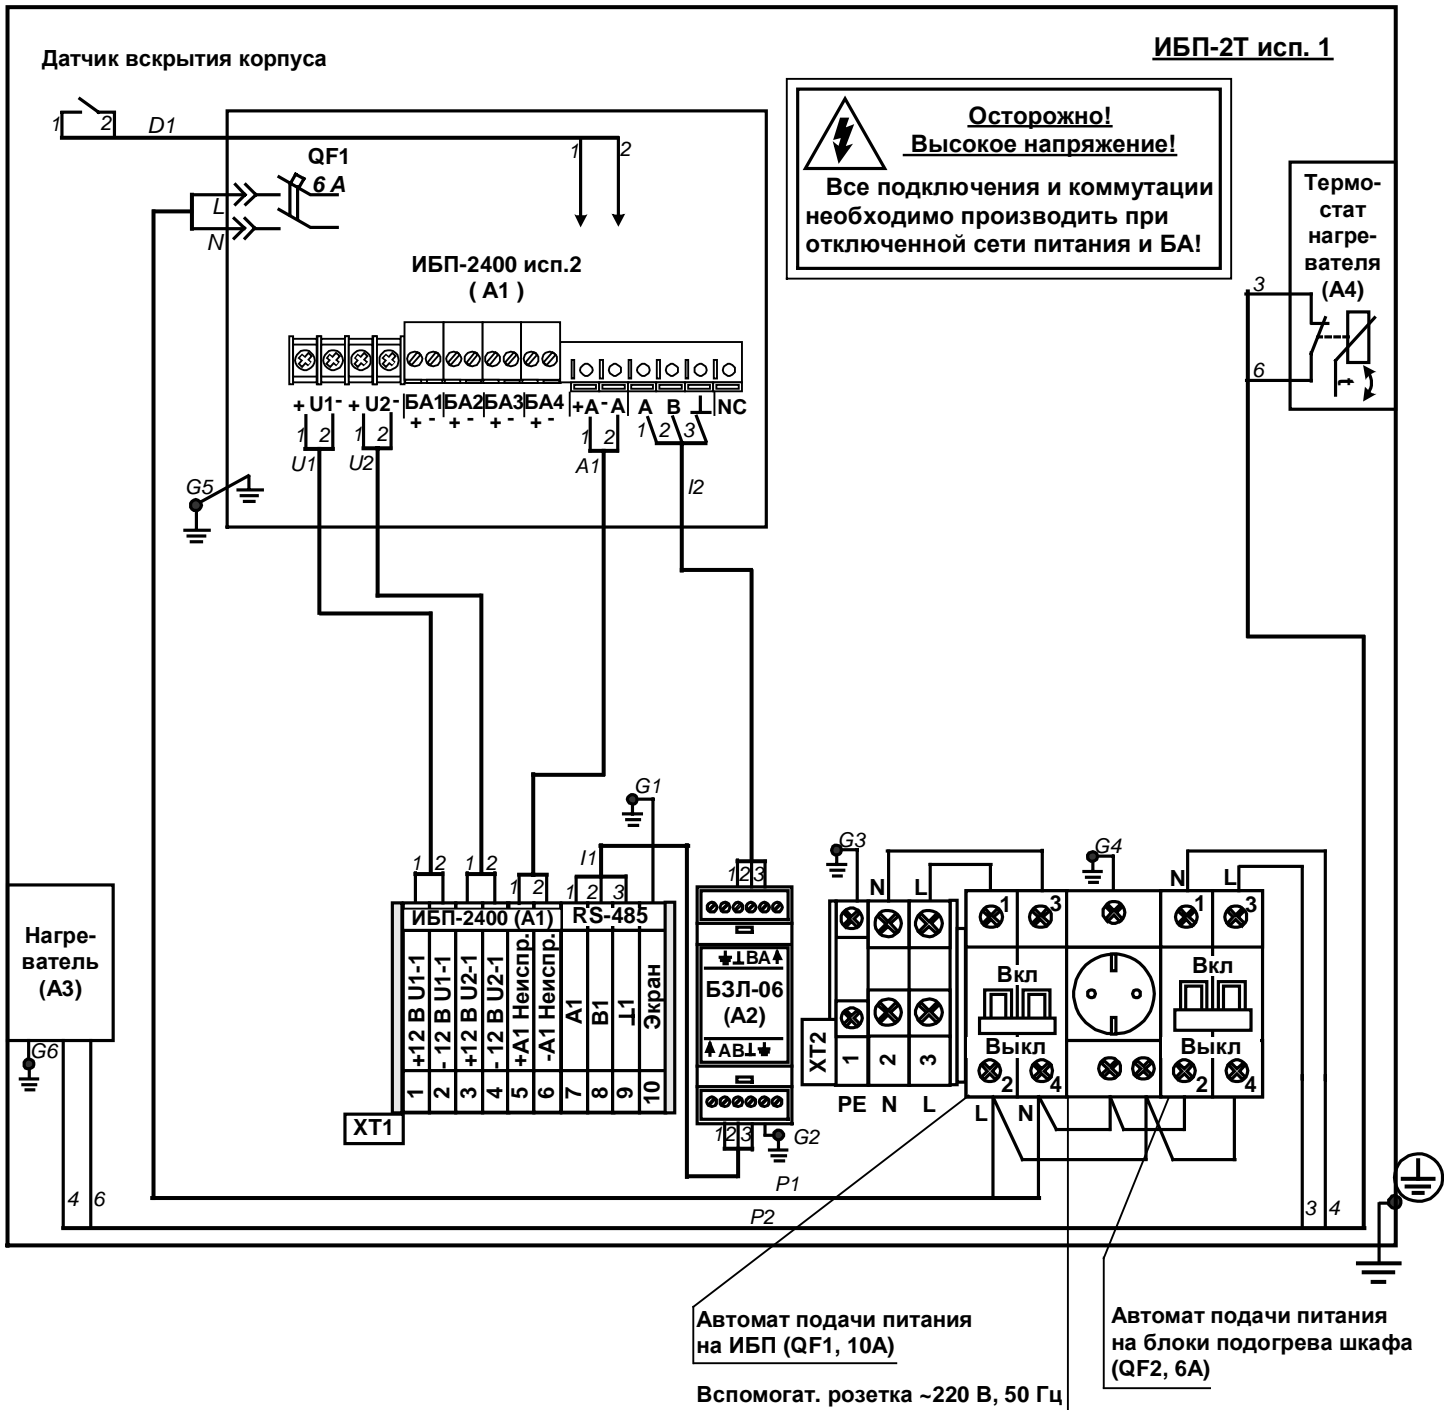 ИБП-2Т исп. 1
Датчик вскрытия корпуса
1 2 D1
QF1
6 A
L
N
1 2
Осторожно!
Высокое напряжение!
Все подключения и коммутации
необходимо производить при
отключенной сети питания и БА!
Термо-
стат
нагре-
вателя
(А4)
3
6
t
ИБП-2400 исп.2
( А1 )
+ U1 - + U2 - БА1 БА2 БА3 БА4 +A -A A B ⊥ NC
+ - + - + - + -
1 2 1 2 1 2 1 2 3
U1 U2 A1 I2
G5
G1
1 2 1 2 1 2 I1 1 2 3
ИБП-2400 (А1) RS-485
+12 В U1-1
- 12 В U1-1
+12 В U2-1
- 12 В U2-1
+А1 Неиспр.
-А1 Неиспр.
А1
В1
⊥1
Экран
1 2 3 4 5 6 7 8 9 10
XT1
123
⊥ВА
БЗЛ-06
(А2)
АВ⊥
123
G2
G3
N L
XT2
1 2 3
PE N L
G4
1 3
Вкл
Выкл
2 4
L N
N L
1 3
Вкл
Выкл
2 4
Нагре-
ватель
(А3)
G6
4 6
P1
P2
3 4
Автомат подачи питания
на ИБП (QF1, 10А)
Вспомогат. розетка ~220 В, 50 Гц
Автомат подачи питания
на блоки подогрева шкафа
(QF2, 6А)